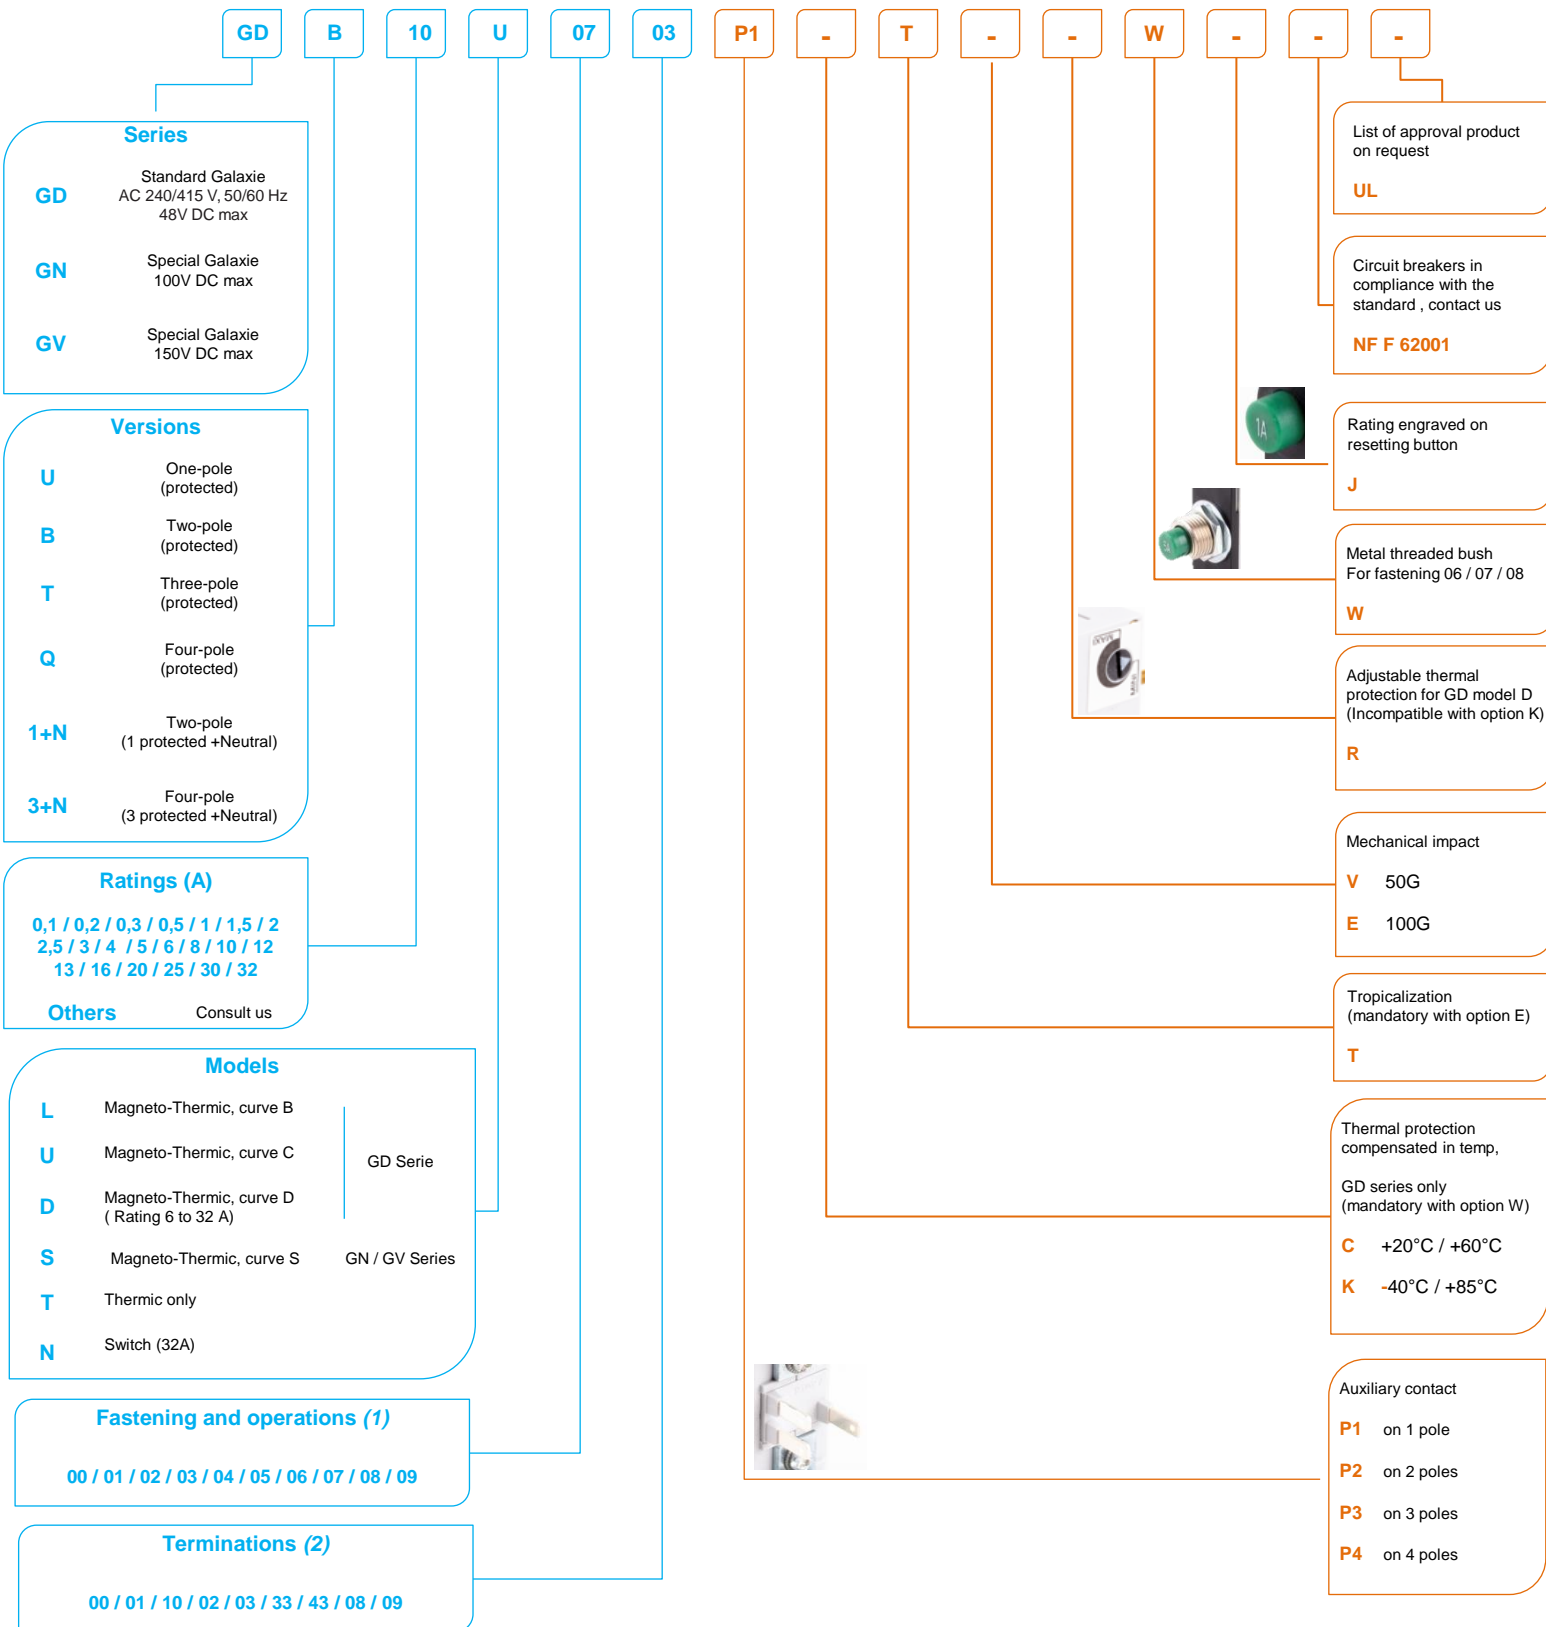 GD B 10 U 07 03 P1 - T - - W - - -
Series
GD
Standard Galaxie
AC 240/415 V, 50/60 Hz
48V DC max
GN
Special Galaxie
100V DC max
GV
Special Galaxie
150V DC max
Versions
U
One-pole
(protected)
B
Two-pole
(protected)
T
Three-pole
(protected)
Q
Four-pole
(protected)
1+N
Two-pole
(1 protected +Neutral)
3+N
Four-pole
(3 protected +Neutral)
Ratings (A)
0,1 / 0,2 / 0,3 / 0,5 / 1 / 1,5 / 2
2,5 / 3 / 4 / 5 / 6 / 8 / 10 / 12
13 / 16 / 20 / 25 / 30 / 32
Others Consult us
Models
L Magneto-Thermic, curve B
U Magneto-Thermic, curve C
GD Serie
D Magneto-Thermic, curve D
( Rating 6 to 32 A)
S Magneto-Thermic, curve S GN / GV Series
T Thermic only
N Switch (32A)
Fastening and operations (1)
00 / 01 / 02 / 03 / 04 / 05 / 06 / 07 / 08 / 09
Terminations (2)
00 / 01 / 10 / 02 / 03 / 33 / 43 / 08 / 09
List of approval product
on request
UL
Circuit breakers in
compliance with the
standard , contact us
NF F 62001
1A
Rating engraved on
resetting button
J
Metal threaded bush
For fastening 06 / 07 / 08
W
MAXI
MINI
Adjustable thermal
protection for GD model D
(Incompatible with option K)
R
Mechanical impact
V 50G
E 100G
Tropicalization
(mandatory with option E)
T
Thermal protection
compensated in temp,
GD series only
(mandatory with option W)
C +20°C / +60°C
K -40°C / +85°C
Auxiliary contact
P1 on 1 pole
P2 on 2 poles
P3 on 3 poles
P4 on 4 poles